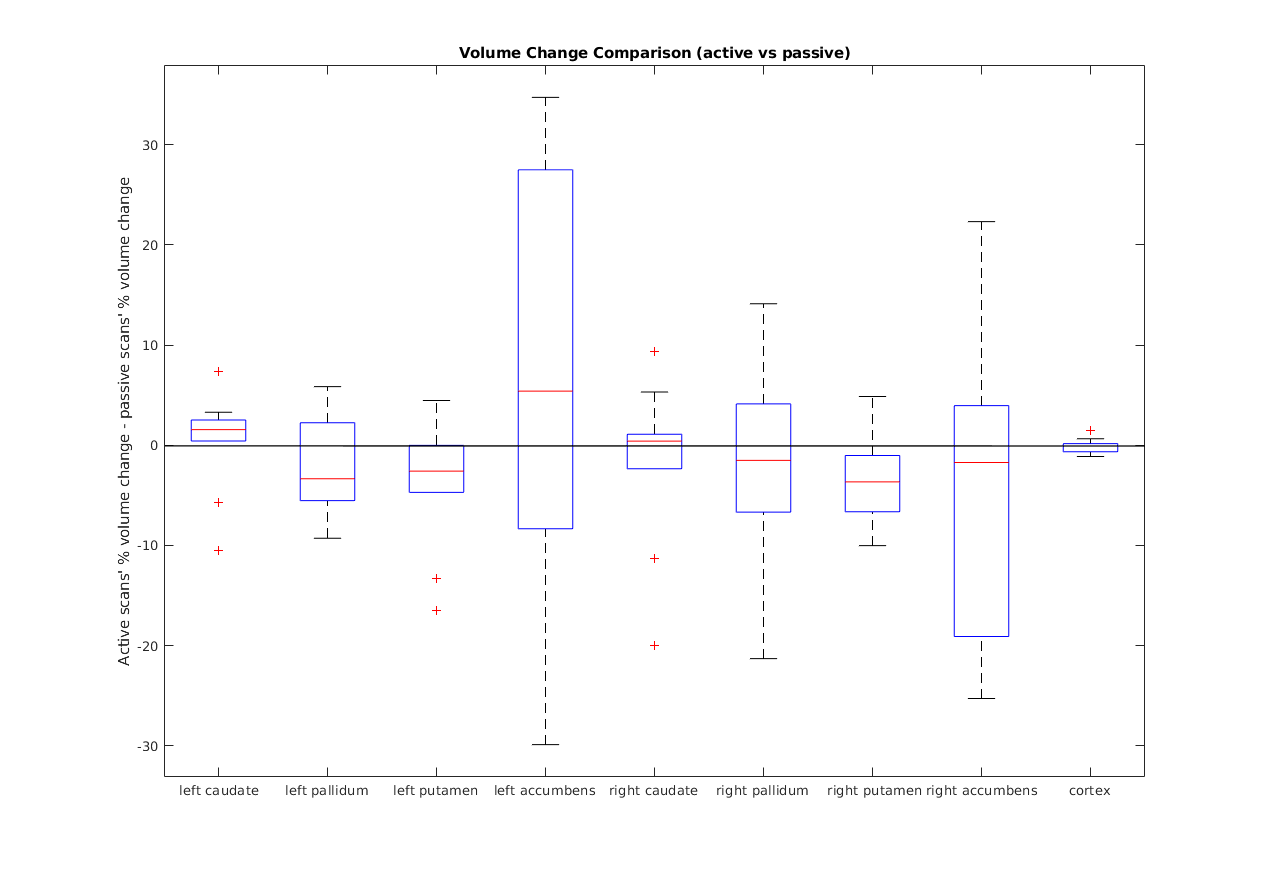 Volume Change Comparison (active vs passive)
Active scans' % volume change - passive scans' % volume change
30
20
10
0
-10
-20
-30
left caudate
left pallidum
left putamen
left accumbens
right caudate
right pallidum
right putamen
right accumbens
cortex